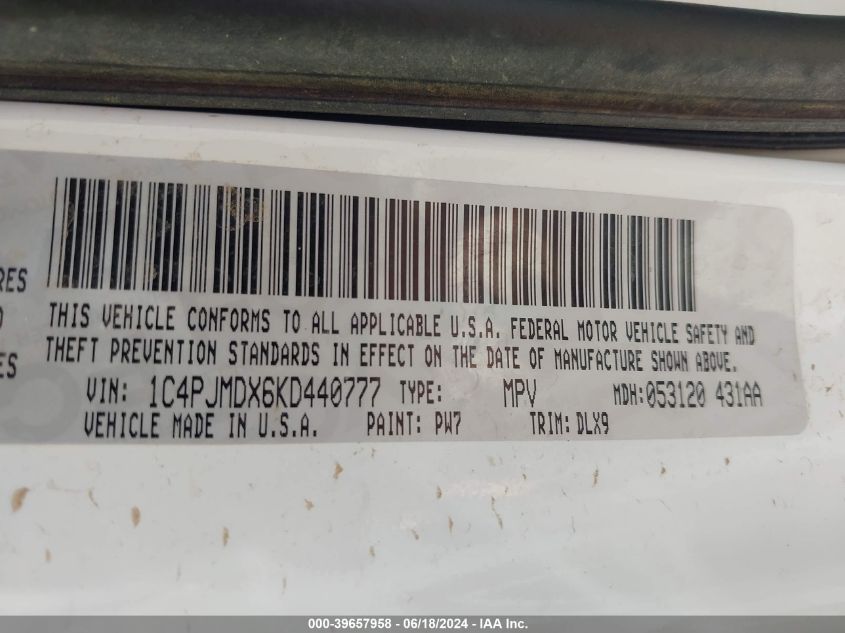 RES
THIS VEHICLE CONFORMS TO ALL APPLICABLE U.S.A. FEDERAL MOTOR VEHICLE SAFETY AND
THEFT PREVENTION STANDARDS IN EFFECT ON THE DATE OF MANUFACTURE SHOWN ABOVE.
ES
VIN: 1C4PJMDX6KD440777 TYPE: MPV MDH: 053120 431AA
VEHICLE MADE IN U.S.A. PAINT: PW7 TRIM: DLX9
000-39657958 - 06/18/2024 - IAA Inc.